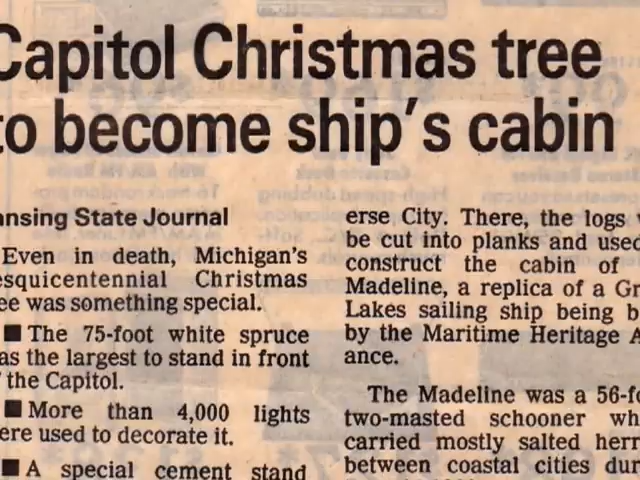 Capitol Christmas tree
to become ship's cabin
ansing State Journal
Even in death, Michigan's
esquicentennial Christmas
ee was something special.
■ The 75-foot white spruce
as the largest to stand in front
the Capitol.
■ More than 4,000 lights
ere used to decorate it.
■ A special cement stand
erse City. There, the logs
be cut into planks and used
construct the cabin of
Madeline, a replica of a Gr
Lakes sailing ship being b
by the Maritime Heritage A
ance.
The Madeline was a 56-fo
two-masted schooner wh
carried mostly salted herr
between coastal cities dur